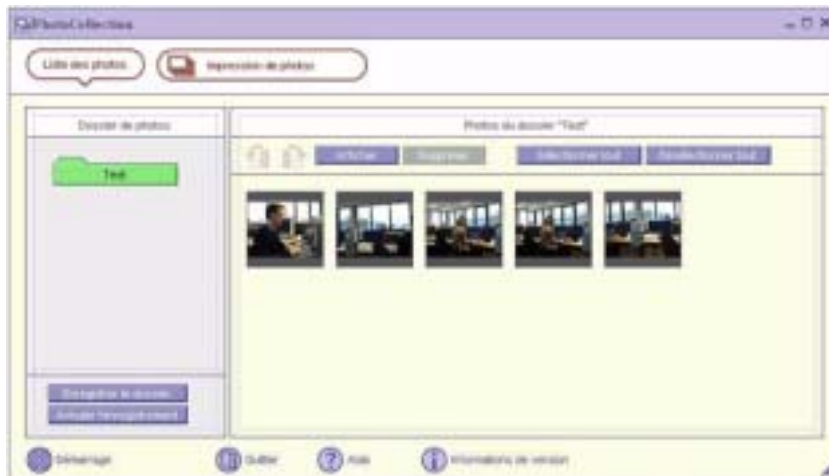 PhotoCollection
Liste des photos
Impression de photos
Dossier de photos
Photos du dossier "Test"
Afficher
Supprimer
Sélectionner tout
Désélectionner tout
Test
Enregistrer le dossier
Annuler l'enregistrement
Démarrage
Quitter
Aide
Informations de version